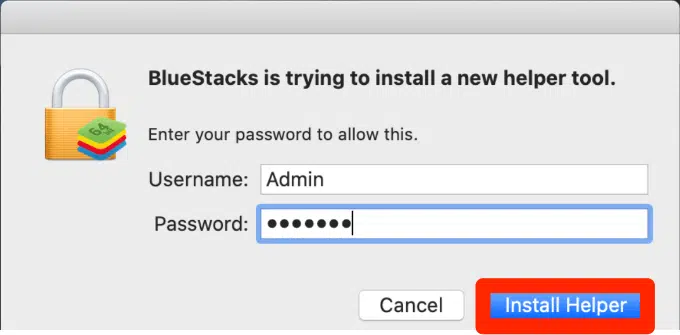 BlueStacks is trying to install a new helper tool.
Enter your password to allow this.
Username: Admin
Password: •••••••
Cancel
Install Helper
64